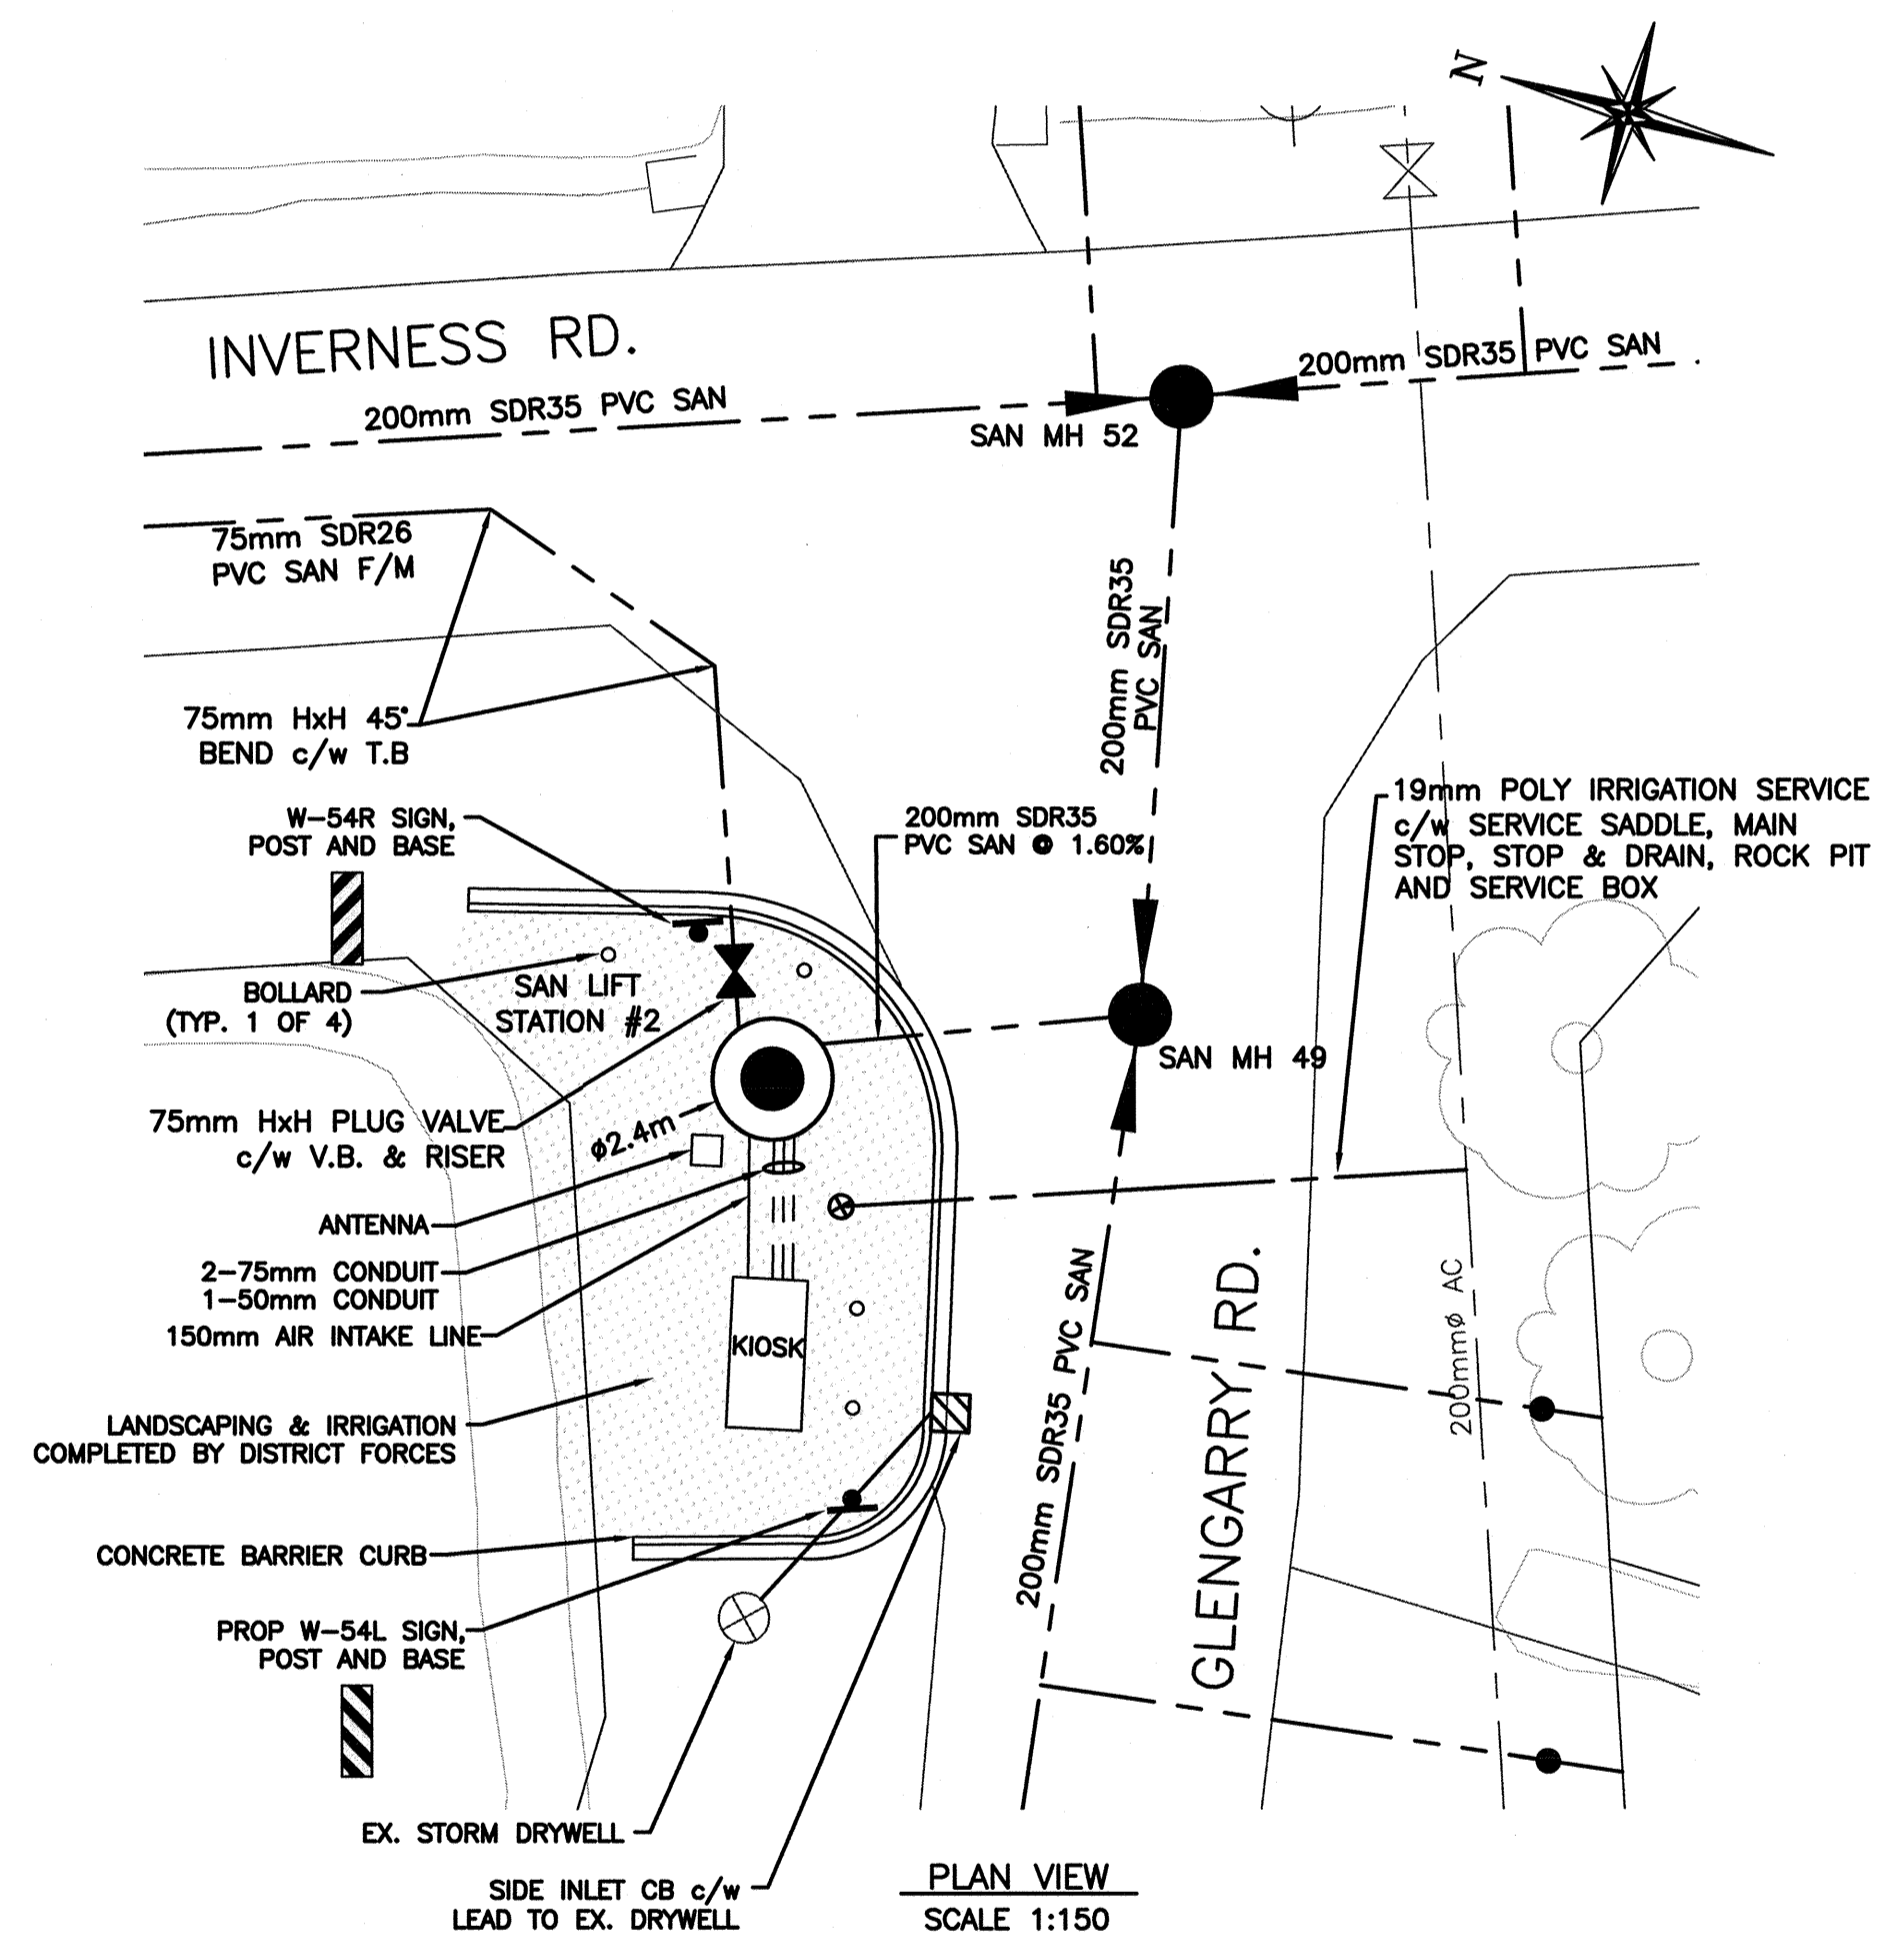 N
INVERNESS RD.
200mm SDR35 PVC SAN
200mm SDR35 PVC SAN
SAN MH 52
75mm SDR26
PVC SAN F/M
200mm SDR35
PVC SAN
75mm HxH 45°
BEND c/w T.B
W-54R SIGN,
POST AND BASE
200mm SDR35
PVC SAN @ 1.60%
19mm POLY IRRIGATION SERVICE
c/w SERVICE SADDLE, MAIN
STOP, STOP & DRAIN, ROCK PIT
AND SERVICE BOX
BOLLARD
(TYP. 1 OF 4)
SAN LIFT
STATION #2
SAN MH 49
75mm HxH PLUG VALVE
c/w V.B. & RISER
ø2.4m
ANTENNA
2-75mm CONDUIT
1-50mm CONDUIT
150mm AIR INTAKE LINE
KIOSK
200mm SDR35 PVC SAN
GLENGARRY RD.
200mmø AC
LANDSCAPING & IRRIGATION
COMPLETED BY DISTRICT FORCES
CONCRETE BARRIER CURB
PROP W-54L SIGN,
POST AND BASE
EX. STORM DRYWELL
SIDE INLET CB c/w
LEAD TO EX. DRYWELL
PLAN VIEW
SCALE 1:150